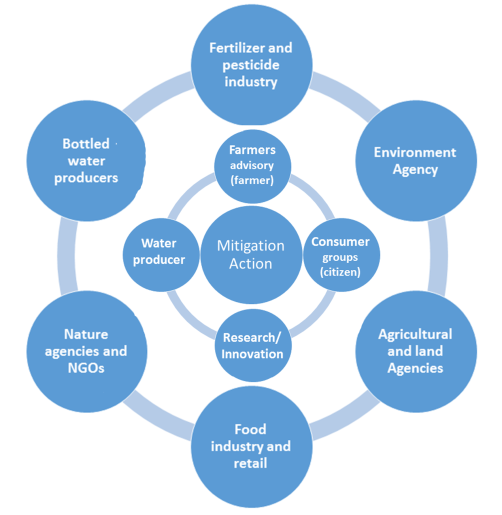 Fertilizer and
pesticide
industry
Bottled
water
producers
Farmers
advisory
(farmer)
Environment
Agency
Water
producer
Mitigation
Action
Consumer
groups
(citizen)
Nature
agencies and
NGOs
Research/
Innovation
Agricultural
and land
Agencies
Food
industry and
retail